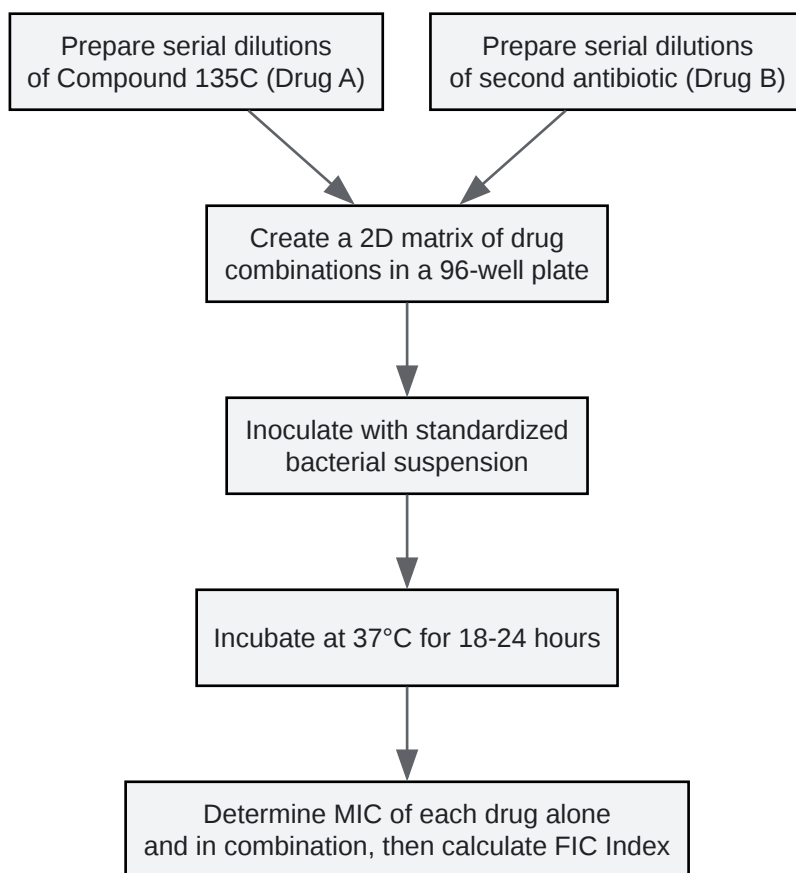 Prepare serial dilutions
of Compound 135C (Drug A)
Prepare serial dilutions
of second antibiotic (Drug B)
Create a 2D matrix of drug
combinations in a 96-well plate
Inoculate with standardized
bacterial suspension
Incubate at 37°C for 18-24 hours
Determine MIC of each drug alone
and in combination, then calculate FIC Index